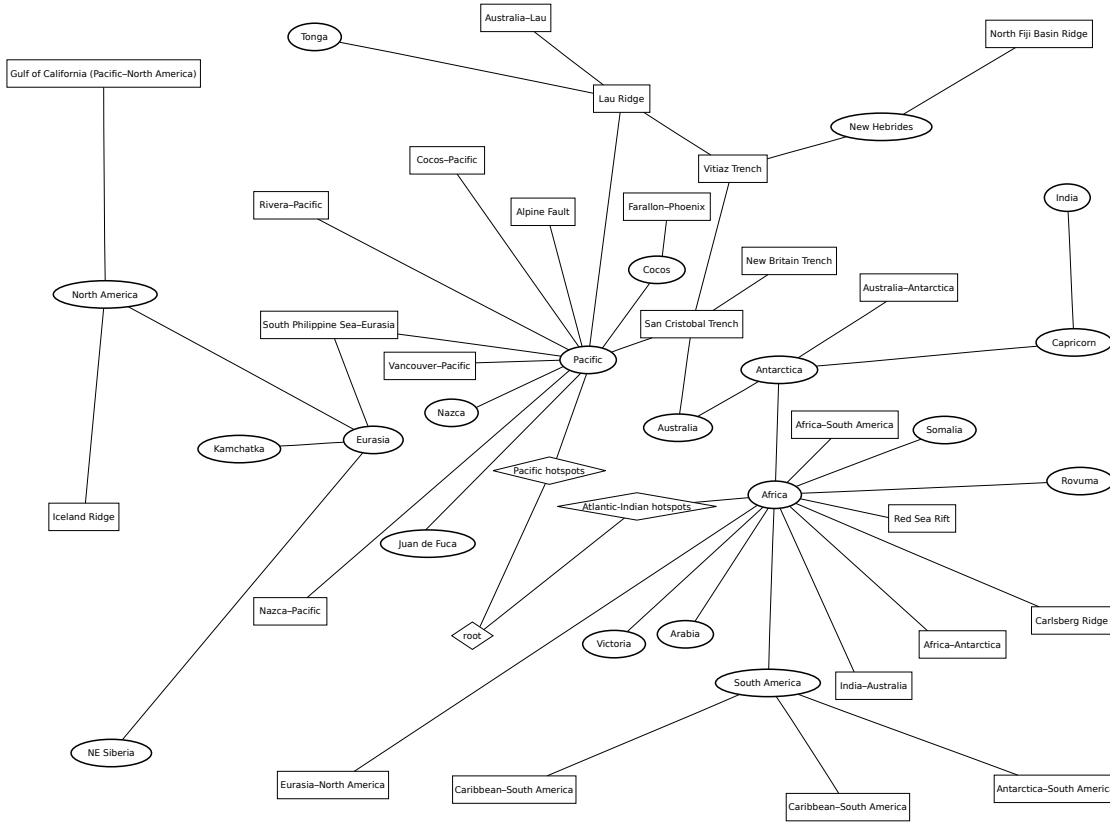 Australia–Lau
Tonga
North Fiji Basin Ridge
Gulf of California (Pacific–North America)
Lau Ridge
New Hebrides
Cocos–Pacific
Vitiaz Trench
India
Rivera–Pacific
Alpine Fault
Farallon–Phoenix
New Britain Trench
Cocos
Australia–Antarctica
North America
South Philippine Sea–Eurasia
San Cristobal Trench
Capricorn
Vancouver–Pacific
Pacific
Antarctica
Nazca
Australia
Africa–South America
Somalia
Kamchatka
Eurasia
Pacific hotspots
Rovuma
Africa
Atlantic-Indian hotspots
Iceland Ridge
Red Sea Rift
Juan de Fuca
Nazca–Pacific
Carlsberg Ridge
root
Victoria
Arabia
Africa–Antarctica
South America
India–Australia
NE Siberia
Eurasia–North America
Caribbean–South America
Antarctica–South America
Caribbean–South America